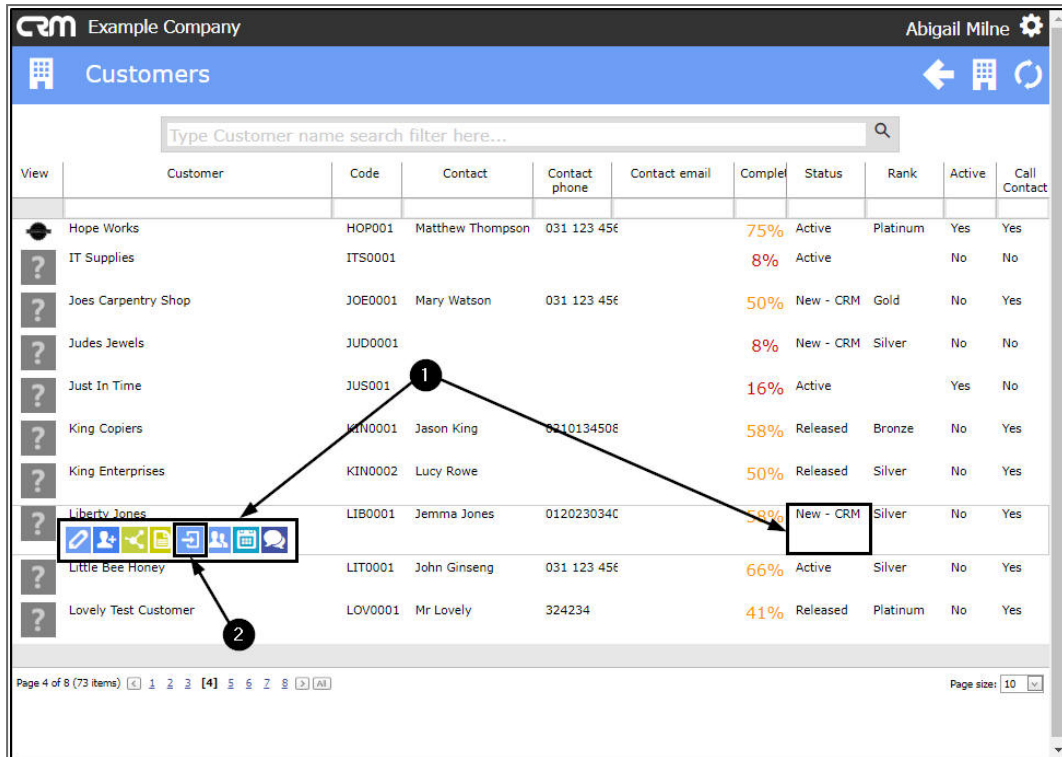 CRM Example Company Abigail Milne
Customers
Type Customer name search filter here...
View Customer Code Contact Contact phone Contact email Complet Status Rank Active Call Contact
Hope Works HOP001 Matthew Thompson 031 123 456 75% Active Platinum Yes Yes
? IT Supplies ITS0001 8% Active No No
? Joes Carpentry Shop JOE0001 Mary Watson 031 123 456 50% New - CRM Gold No Yes
? Judes Jewels JUD0001 8% New - CRM Silver No No
? Just In Time JUS001 16% Active Yes No
1
? King Copiers KIN0001 Jason King 0210134508 58% Released Bronze No Yes
? King Enterprises KIN0002 Lucy Rowe 50% Released Silver No Yes
? Liberty Jones LIB0001 Jemma Jones 0120230340 58% New - CRM Silver No Yes
? Little Bee Honey LIT0001 John Ginseng 031 123 456 66% Active Silver No Yes
? Lovely Test Customer LOV0001 Mr Lovely 324234 41% Released Platinum No Yes
2
Page 4 of 8 (73 items) < 1 2 3 [4] 5 6 7 8 > All Page size: 10